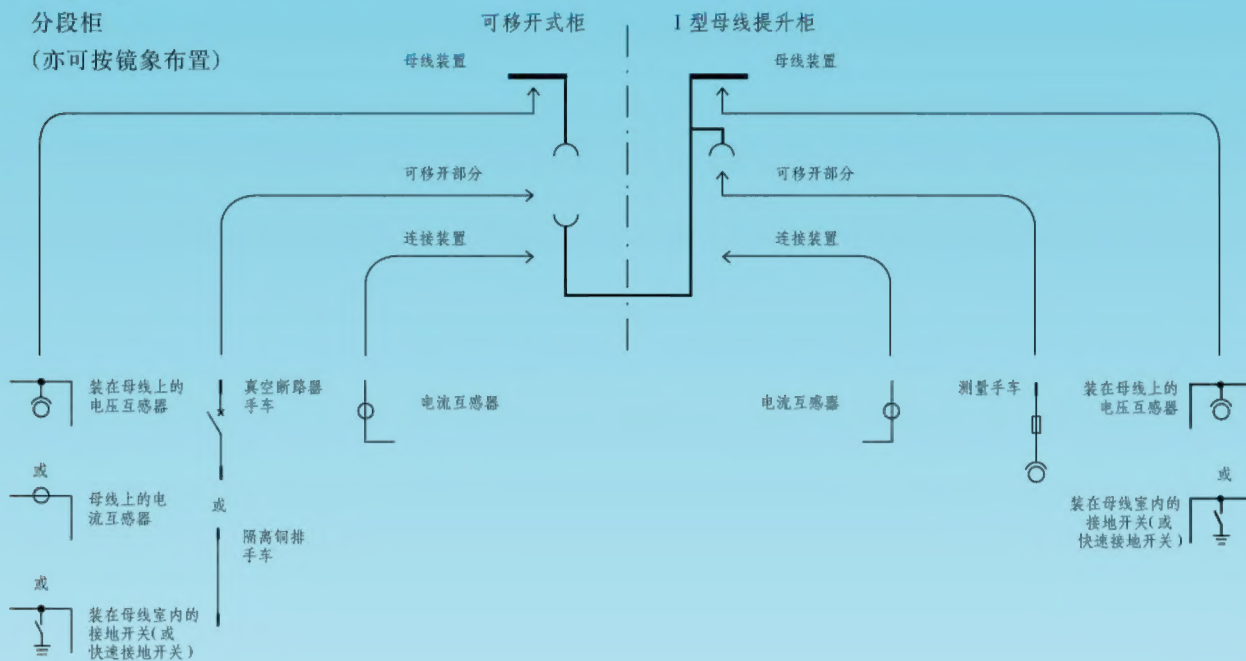 分段柜
(亦可按镜象布置)
可移开式柜
I 型母线提升柜
母线装置
母线装置
可移开部分
可移开部分
连接装置
连接装置
装在母线上的
电压互感器
真空断路器
手车
电流互感器
电流互感器
测量手车
装在母线上的
电压互感器
或
母线上的电
流互感器
或
隔离铜排
手车
或
装在母线室内的
接地开关(或
快速接地开关)
或
装在母线室内的
接地开关(或
快速接地开关)